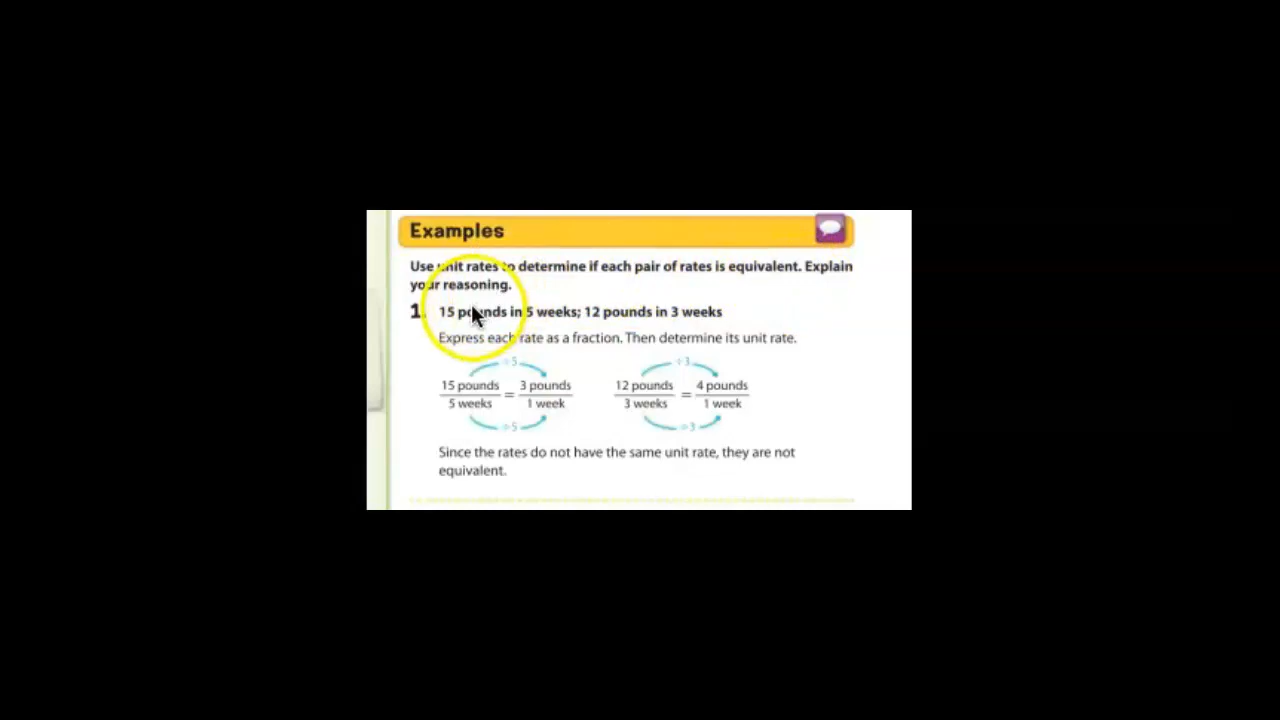 Examples
Use unit rates to determine if each pair of rates is equivalent. Explain
your reasoning.
1. 15 pounds in 5 weeks; 12 pounds in 3 weeks
Express each rate as a fraction. Then determine its unit rate.
÷5 ÷3
15 pounds / 5 weeks = 3 pounds / 1 week 12 pounds / 3 weeks = 4 pounds / 1 week
÷5 ÷3
Since the rates do not have the same unit rate, they are not
equivalent.